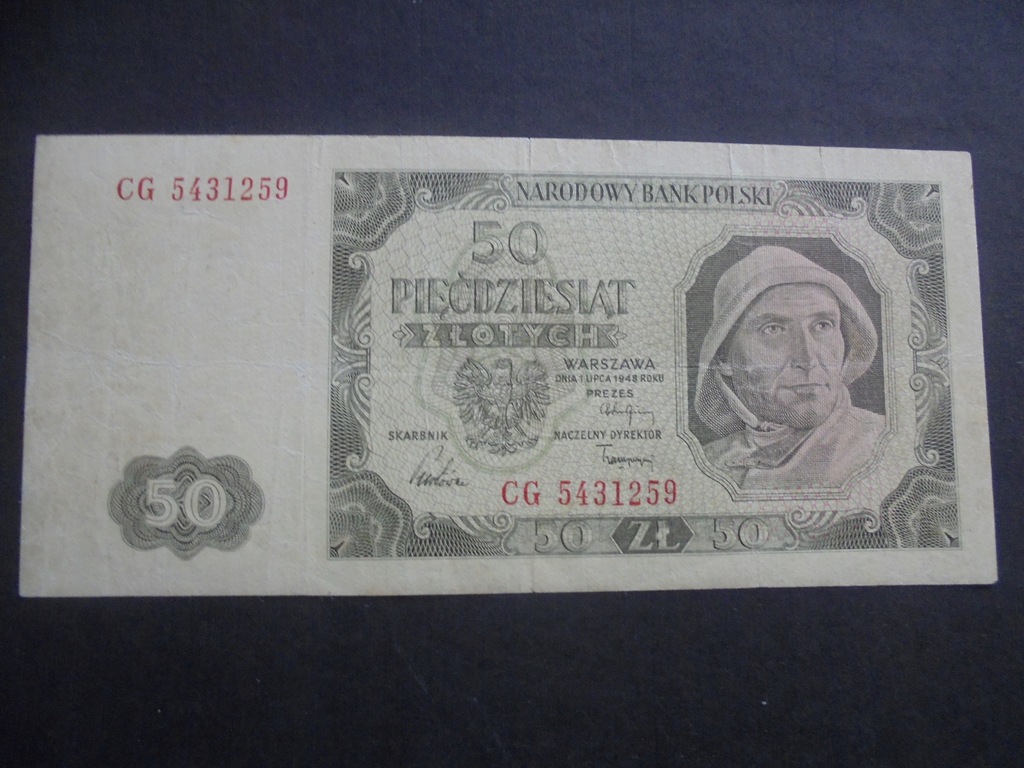 CG 5431259
NARODOWY BANK POLSKI
50
PIĘĆDZIESIĄT
ZŁOTYCH
WARSZAWA
DNIA 1 LIPCA 1948 ROKU
PREZES
SKARBNIK
NACZELNY DYREKTOR
CG 5431259
50
50 ZŁ 50